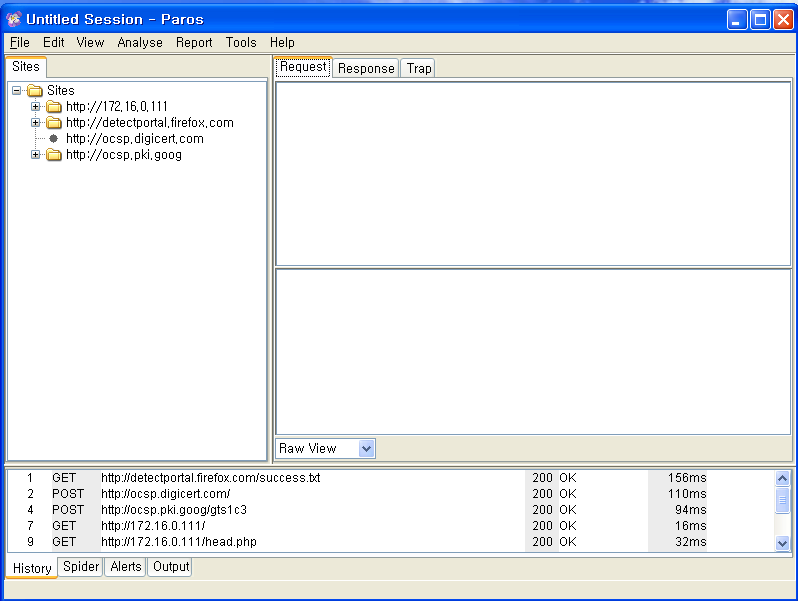 Untitled Session - Paros
File Edit View Analyse Report Tools Help
Sites
Request Response Trap
Sites
http://172.16.0.111
http://detectportal.firefox.com
http://ocsp.digicert.com
http://ocsp.pki.goog
Raw View
1 GET http://detectportal.firefox.com/success.txt 200 OK 156ms
2 POST http://ocsp.digicert.com/ 200 OK 110ms
4 POST http://ocsp.pki.goog/gts1c3 200 OK 94ms
7 GET http://172.16.0.111/ 200 OK 16ms
9 GET http://172.16.0.111/head.php 200 OK 32ms
History Spider Alerts Output